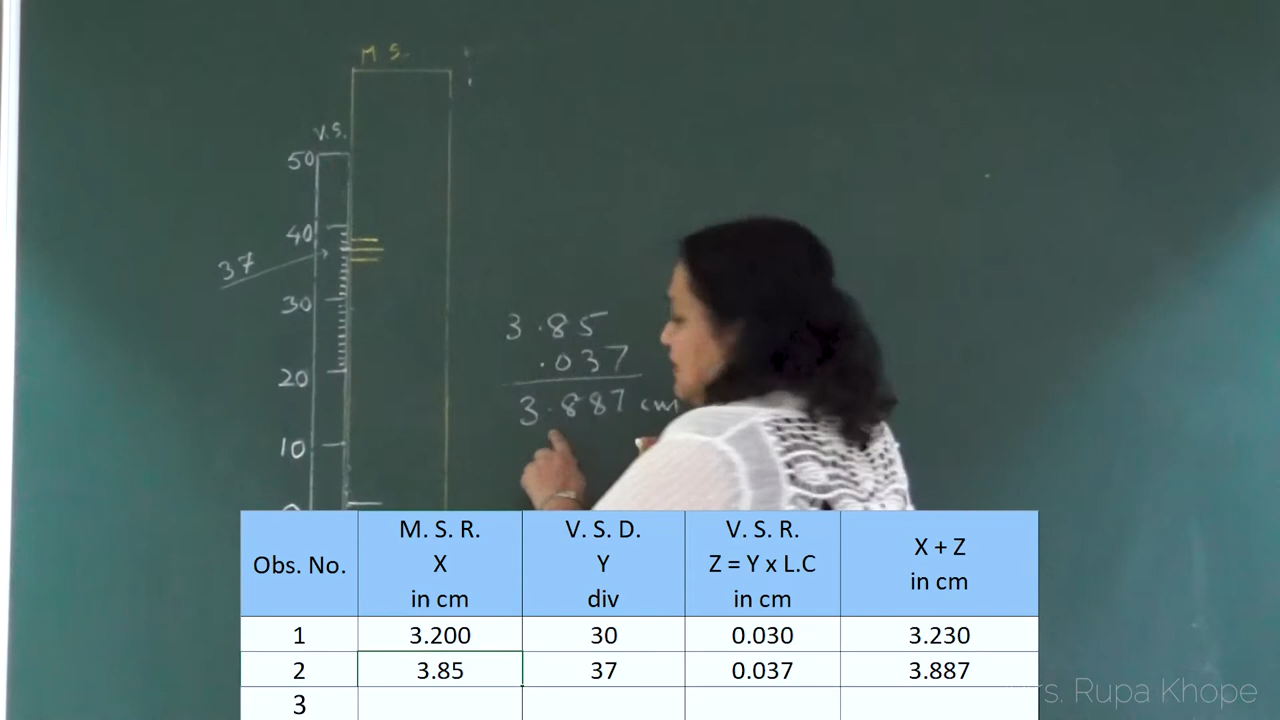 M S.
V.S.
50
40
37
30
20
10
0
3.85
.037
3.887 cm
Obs. No.
M. S. R.
X
in cm
V. S. D.
Y
div
V. S. R.
Z = Y x L.C
in cm
X + Z
in cm
1 3.200 30 0.030 3.230
2 3.85 37 0.037 3.887
3
rs. Rupa Khope